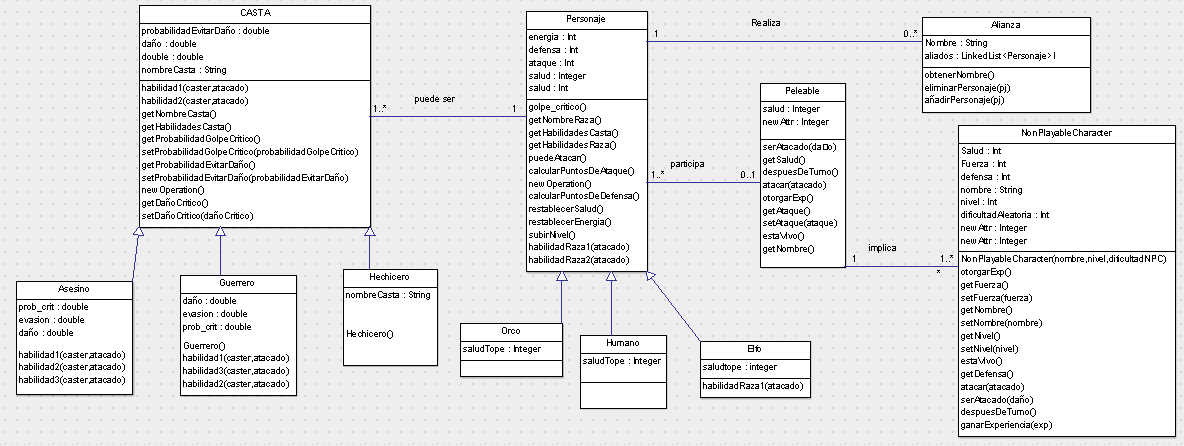 CASTA
probabilidadEvitarDaño : double
daño : double
double : double
nombreCasta : String
habilidad1(caster,atacado)
habilidad2(caster,atacado)
getNombreCasta()
getHabilidadesCasta()
getProbabilidadGolpeCritico()
setProbabilidadGolpeCritico(probabilidadGolpeCritico)
getProbabilidadEvitarDaño()
setProbabilidadEvitarDaño(probabilidadEvitarDaño)
newOperation()
getDañoCritico()
setDañoCritico(dañoCritico)
1..*
puede ser
1
Personaje
energia : Int
defensa : Int
ataque : Int
salud : Integer
salud : Int
golpe_critico()
getNombreRaza()
getHabilidadesCasta()
getHabilidadesRaza()
puedeAtacar()
calcularPuntosDeAtaque()
newOperation()
calcularPuntosDeDefensa()
restablecerSalud()
restablecerEnergia()
subirNivel()
habilidadRaza1(atacado)
habilidadRaza2(atacado)
1
Realiza
0..*
Alianza
Nombre : String
aliados : LinkedList<Personaje>l
obtenerNombre()
eliminarPersonaje(pj)
añadirPersonaje(pj)
1..*
participa
0..1
Peleable
salud : Integer
newAttr : Integer
serAtacado(daDo)
getSalud()
despuesDeTurno()
atacar(atacado)
otorgarExp()
getAtaque()
setAtaque(ataque)
estaVivo()
getNombre()
1
implica
1..*
*
NonPlayableCharacter
Salud : Int
Fuerza : Int
defensa : Int
nombre : String
nivel : Int
dificultadAleatoria : Int
newAttr : Integer
newAttr : Integer
NonPlayableCharacter(nombre,nivel,dificultadNPC)
otorgarExp()
getFuerza()
setFuerza(fuerza)
getNombre()
setNombre(nombre)
getNivel()
setNivel(nivel)
estaVivo()
getDefensa()
atacar(atacado)
serAtacado(daño)
despuesDeTurno()
ganarExperiencia(exp)
Asesino
prob_crit : double
evasion : double
daño : double
habilidad1(caster,atacado)
habilidad2(caster,atacado)
habilidad3(caster,atacado)
Guerrero
daño : double
evasion : double
prob_crit : double
Guerrero()
habilidad1(caster,atacado)
habilidad3(caster,atacado)
habilidad2(caster,atacado)
Hechicero
nombreCasta : String
Hechicero()
Orco
saludTope : Integer
Humano
saludTope : Integer
Elfo
saludtope : integer
habilidadRaza1(atacado)